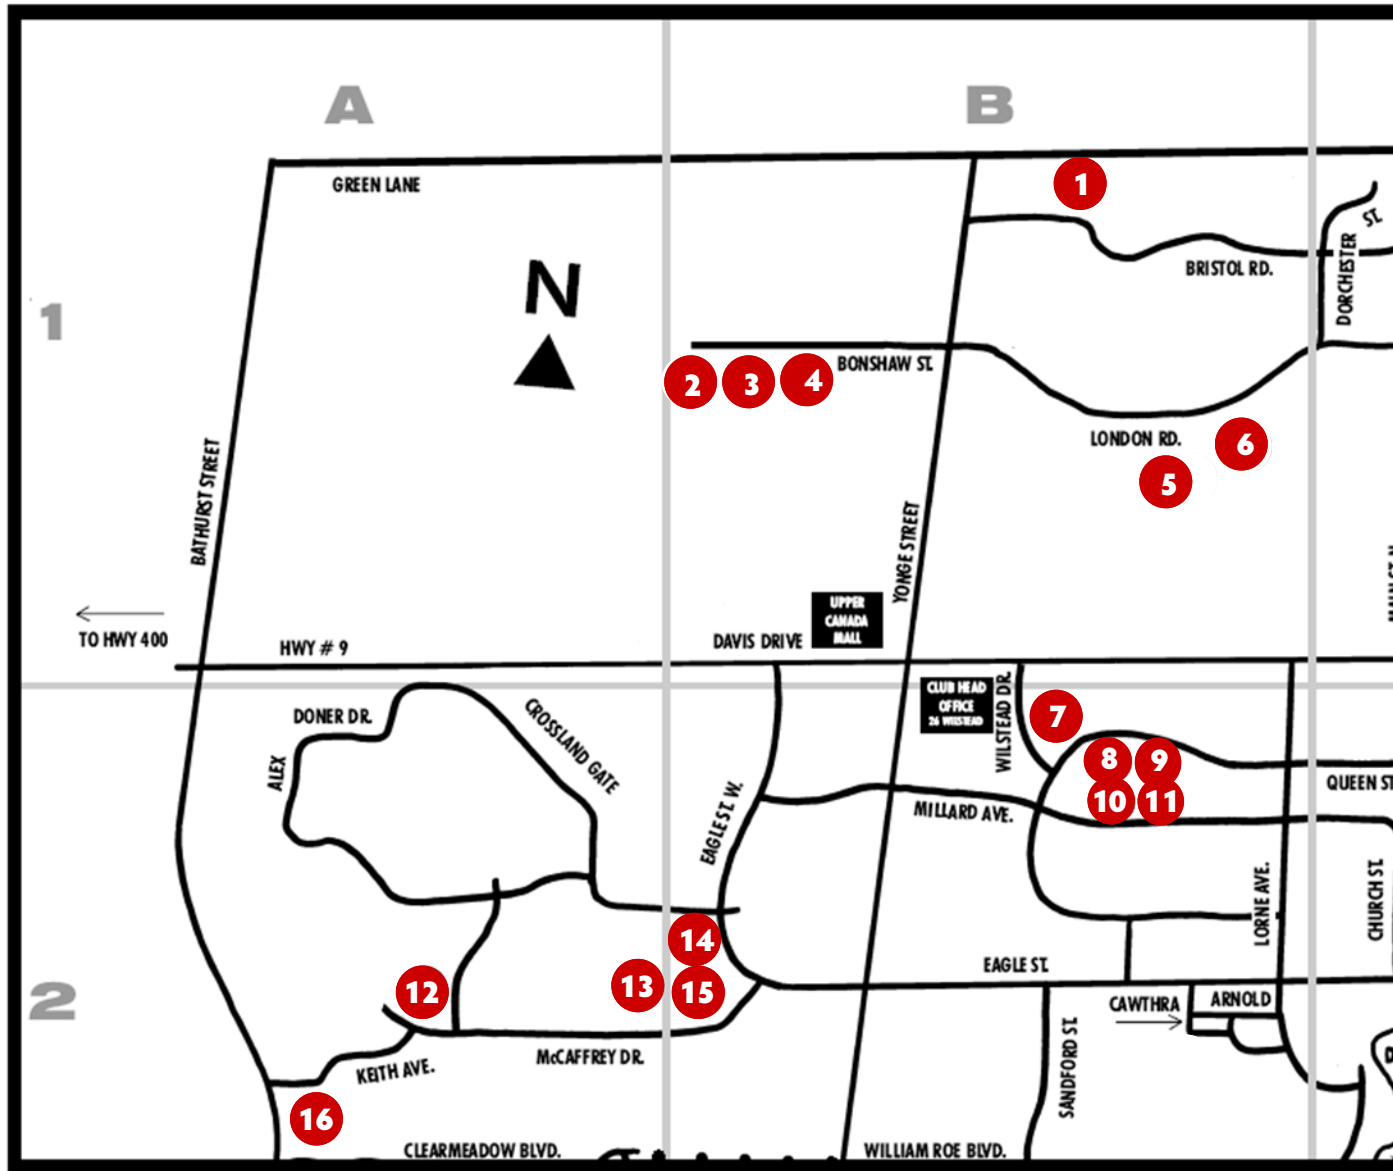 A
B
1
GREEN LANE
1
ST.
DORCHESTER
BRISTOL RD.
N
BONSHAW ST.
2
3
4
LONDON RD.
6
5
BATHURST STREET
YONGE STREET
UPPER
CANADA
MALL
TO HWY 400
HWY # 9
DAVIS DRIVE
CLUB HEAD
OFFICE
26 WILSTEAD
WILSTEAD DR.
7
DONER DR.
CROSSLAND GATE
ALEX
8
9
10
11
QUEEN ST
MILLARD AVE.
EAGLE ST. W.
LORNE AVE.
CHURCH ST.
14
EAGLE ST.
2
12
13
15
CAWTHRA
ARNOLD
McCAFFREY DR.
KEITH AVE.
SANDFORD ST.
16
CLEARMEADOW BLVD.
WILLIAM ROE BLVD.